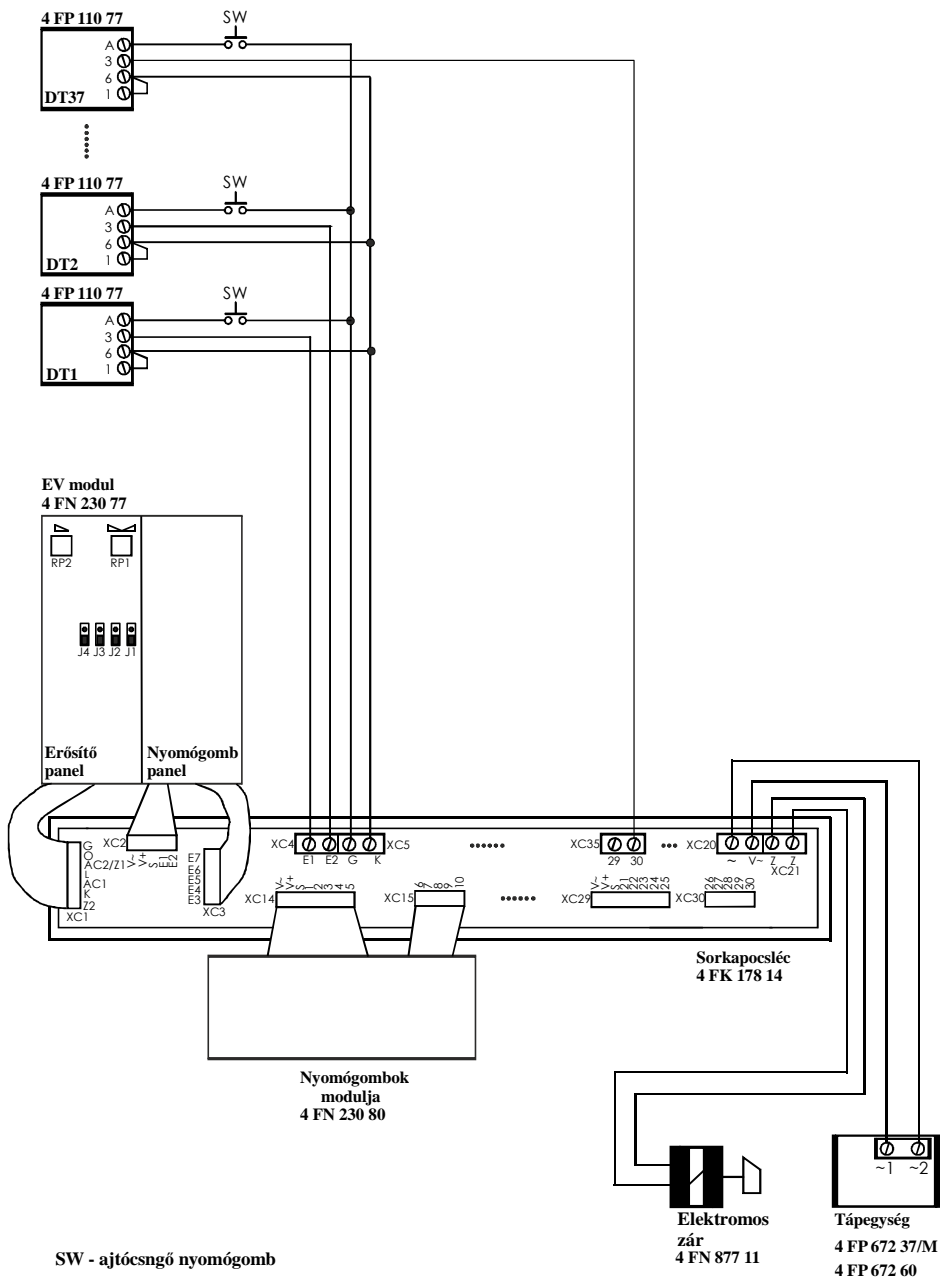 4 FP 110 77
SW
A
3
6
1
DT37
4 FP 110 77
SW
A
3
6
1
DT2
4 FP 110 77
SW
A
3
6
1
DT1
EV modul
4 FN 230 77
RP2
RP1
J4 J3 J2 J1
Erősítő
panel
Nyomógomb
panel
XC1
G
O
AC2/Z1
A
L
AC1
K
Z2
XC2
V~
V+
S
E1
E2
E7
E6
E5
E4
E3
XC3
XC4
E1 E2 G K
XC5
XC35
29 30
XC20
~ V~ Z Z
XC21
XC14
V~
V+
S
1
2
3
4
5
XC15
6
7
8
9
10
XC29
V~
V+
S
21
22
23
24
25
XC30
26
27
28
29
30
Sorkapocsléc
4 FK 178 14
Nyomógombok
modulja
4 FN 230 80
Elektromos
zár
4 FN 877 11
~1 ~2
Tápegység
4 FP 672 37/M
4 FP 672 60
SW - ajtócsngő nyomógomb